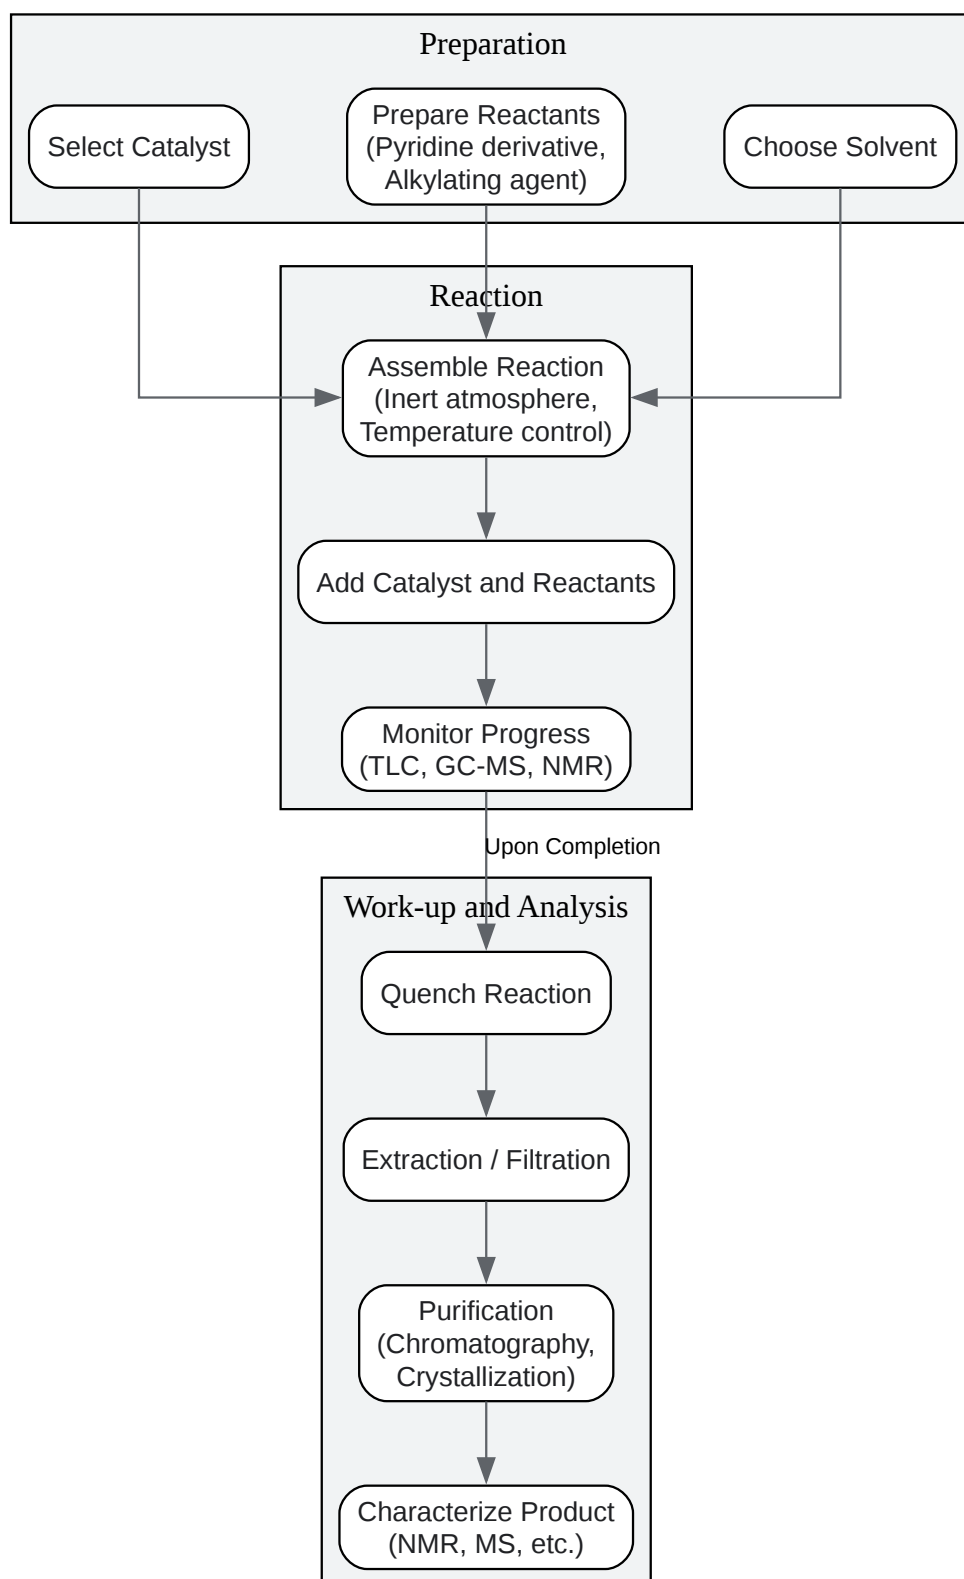 Preparation
Select Catalyst
Prepare Reactants
(Pyridine derivative,
Alkylating agent)
Choose Solvent
Reaction
Assemble Reaction
(Inert atmosphere,
Temperature control)
Add Catalyst and Reactants
Monitor Progress
(TLC, GC-MS, NMR)
Upon Completion
Work-up and Analysis
Quench Reaction
Extraction / Filtration
Purification
(Chromatography,
Crystallization)
Characterize Product
(NMR, MS, etc.)